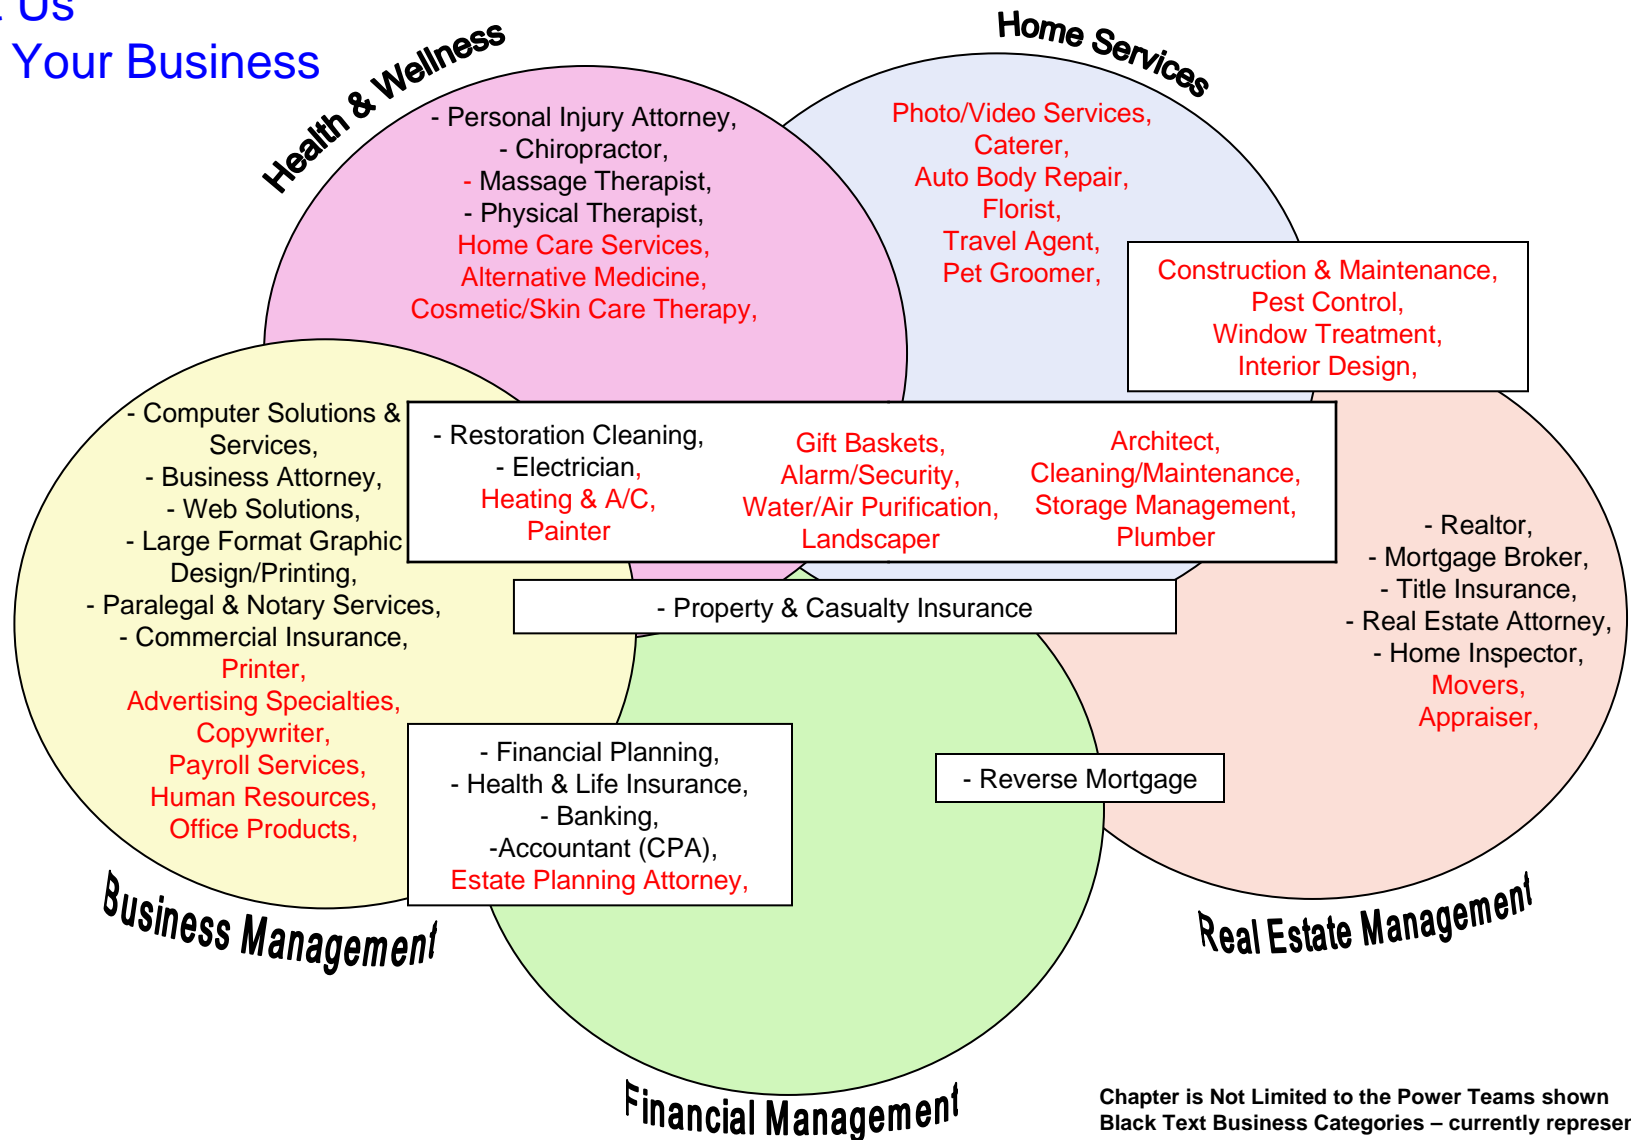 Us
Your Business
Health & Wellness
Home Services
- Personal Injury Attorney,
- Chiropractor,
- Massage Therapist,
- Physical Therapist,
Home Care Services,
Alternative Medicine,
Cosmetic/Skin Care Therapy,
Photo/Video Services,
Caterer,
Auto Body Repair,
Florist,
Travel Agent,
Pet Groomer,
Construction & Maintenance,
Pest Control,
Window Treatment,
Interior Design,
- Computer Solutions &
Services,
- Business Attorney,
- Web Solutions,
- Large Format Graphic
Design/Printing,
- Paralegal & Notary Services,
- Commercial Insurance,
Printer,
Advertising Specialties,
Copywriter,
Payroll Services,
Human Resources,
Office Products,
- Restoration Cleaning,
- Electrician,
Heating & A/C,
Painter
Gift Baskets,
Alarm/Security,
Water/Air Purification,
Landscaper
Architect,
Cleaning/Maintenance,
Storage Management,
Plumber
- Property & Casualty Insurance
- Realtor,
- Mortgage Broker,
- Title Insurance,
- Real Estate Attorney,
- Home Inspector,
Movers,
Appraiser,
- Financial Planning,
- Health & Life Insurance,
- Banking,
-Accountant (CPA),
Estate Planning Attorney,
- Reverse Mortgage
Business Management
Real Estate Management
Financial Management
Chapter is Not Limited to the Power Teams shown
Black Text Business Categories – currently represen